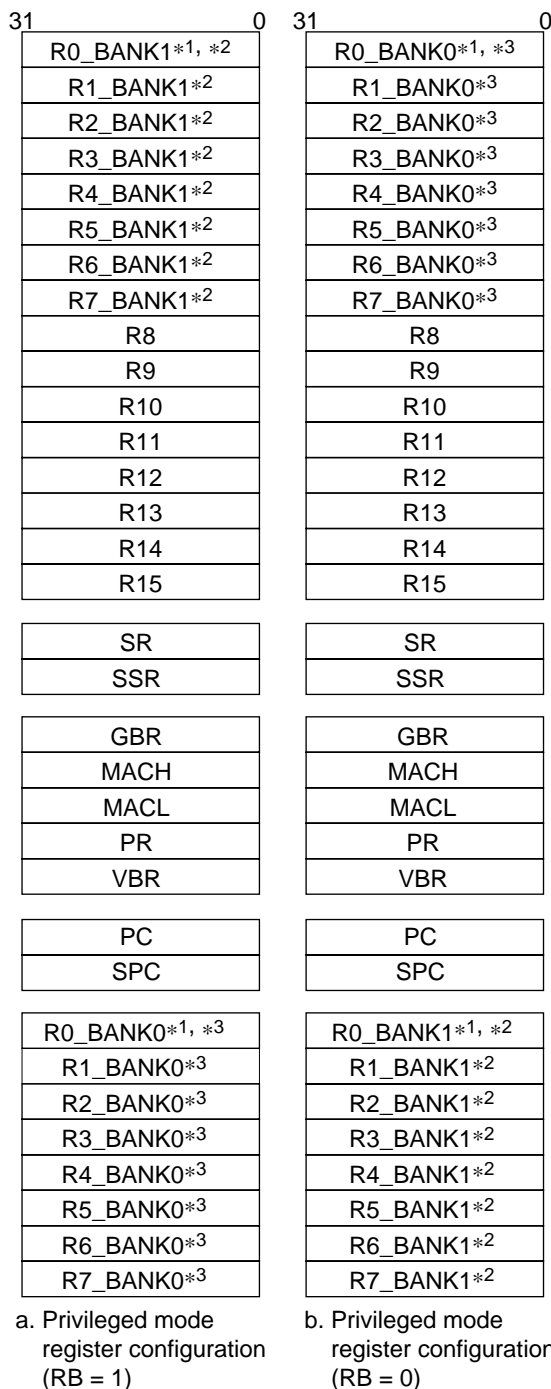 31 0
R0_BANK1*1, *2
R1_BANK1*2
R2_BANK1*2
R3_BANK1*2
R4_BANK1*2
R5_BANK1*2
R6_BANK1*2
R7_BANK1*2
R8
R9
R10
R11
R12
R13
R14
R15
SR
SSR
GBR
MACH
MACL
PR
VBR
PC
SPC
R0_BANK0*1, *3
R1_BANK0*3
R2_BANK0*3
R3_BANK0*3
R4_BANK0*3
R5_BANK0*3
R6_BANK0*3
R7_BANK0*3
a. Privileged mode
register configuration
(RB = 1)
31 0
R0_BANK0*1, *3
R1_BANK0*3
R2_BANK0*3
R3_BANK0*3
R4_BANK0*3
R5_BANK0*3
R6_BANK0*3
R7_BANK0*3
R8
R9
R10
R11
R12
R13
R14
R15
SR
SSR
GBR
MACH
MACL
PR
VBR
PC
SPC
R0_BANK1*1, *2
R1_BANK1*2
R2_BANK1*2
R3_BANK1*2
R4_BANK1*2
R5_BANK1*2
R6_BANK1*2
R7_BANK1*2
b. Privileged mode
register configuration
(RB = 0)